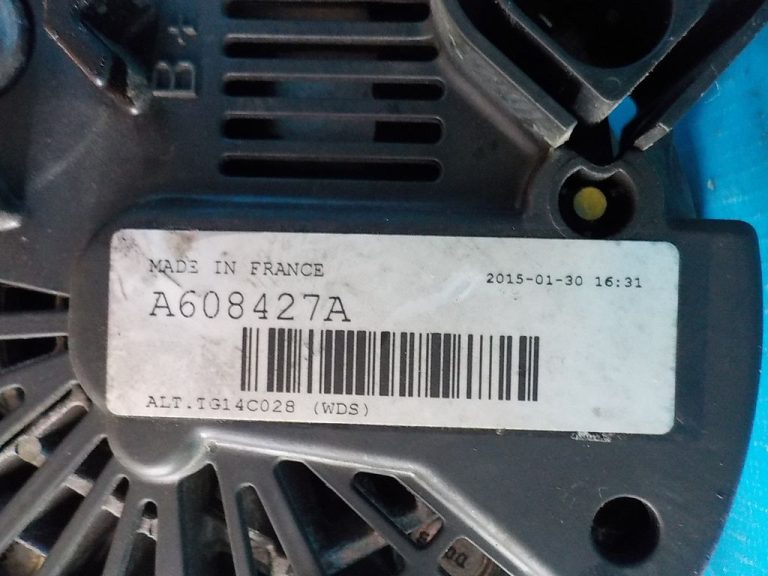 B+
MADE IN FRANCE
2015-01-30 16:31
A608427A
ALT.TG14C028 (WDS)